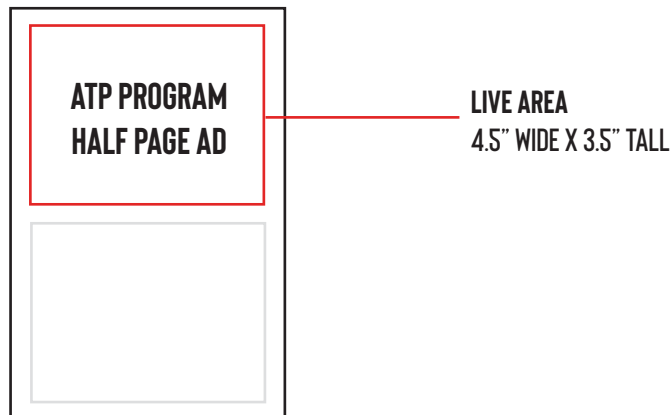 ATP PROGRAM
HALF PAGE AD
LIVE AREA
4.5” WIDE X 3.5” TALL